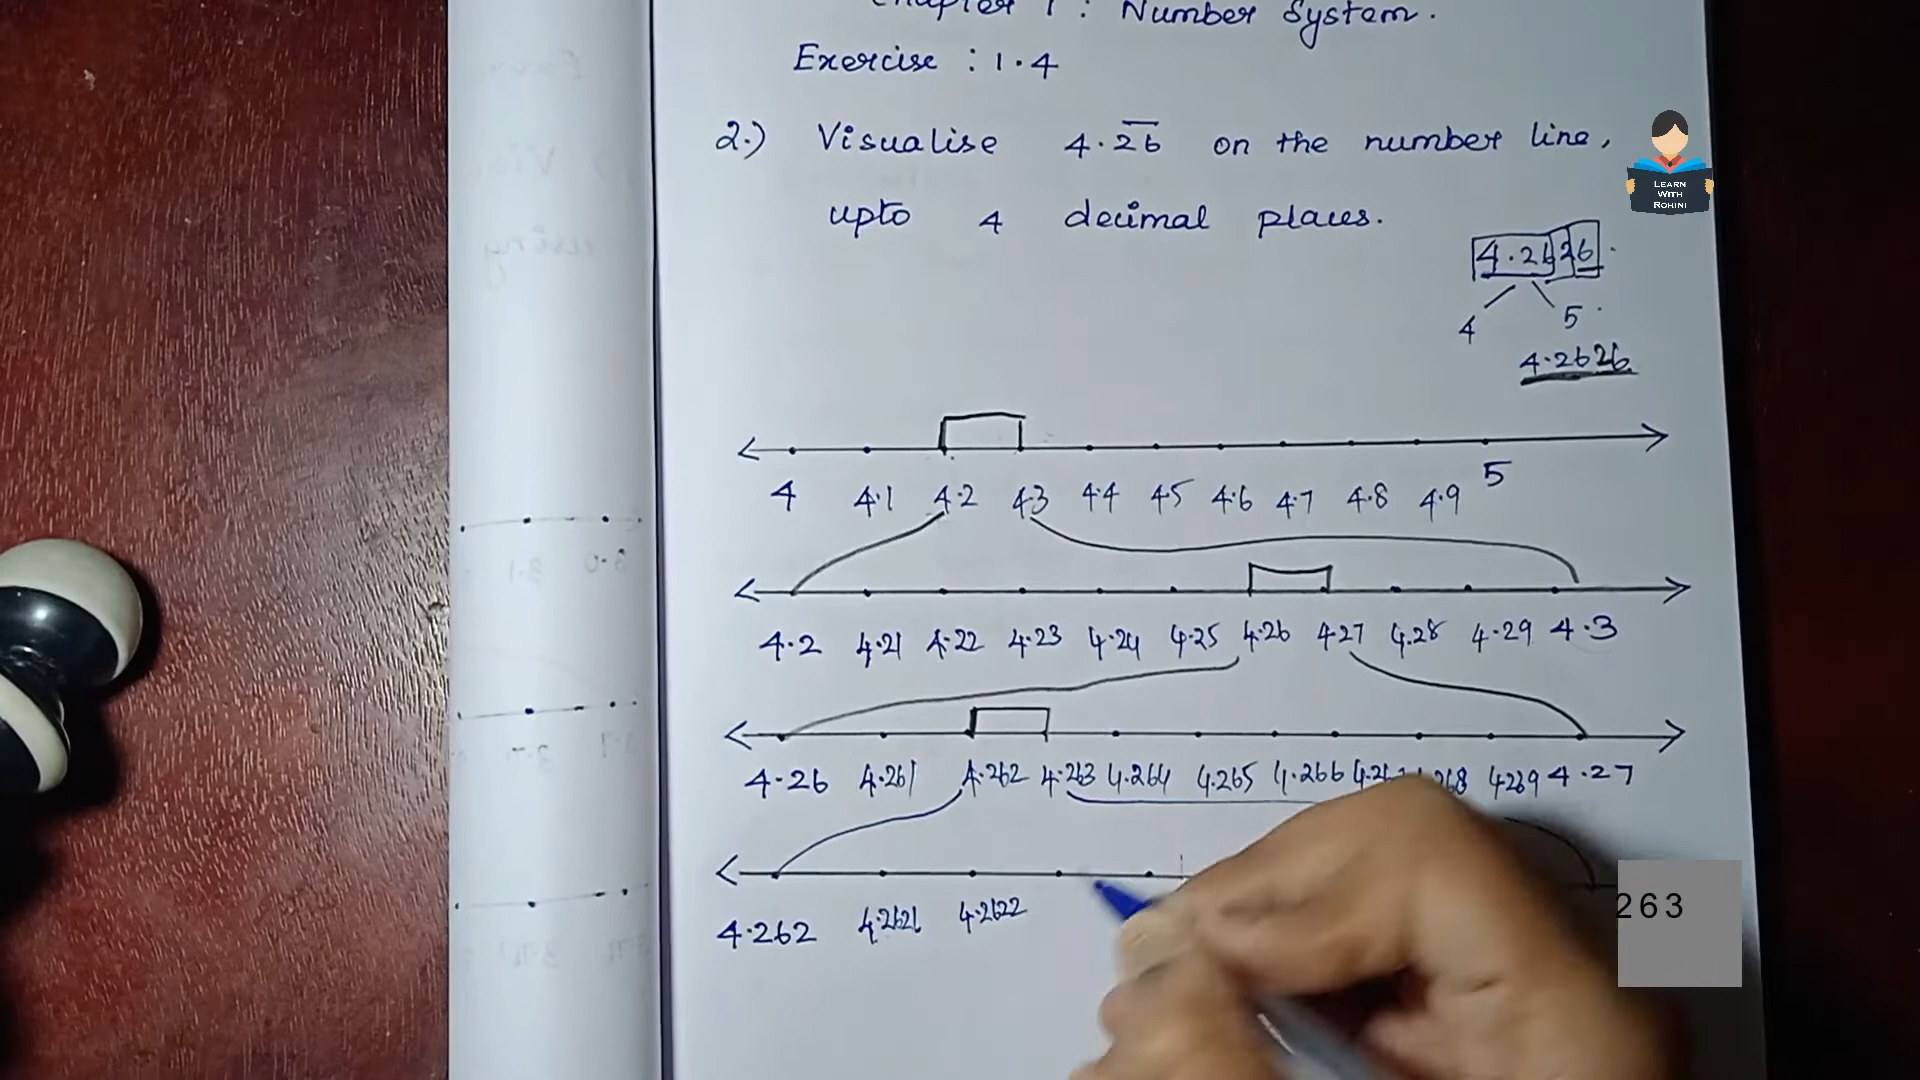 Chapter 1 : Number System.
Exercise : 1.4
2.) Visualise 4.2̅6̅ on the number line,
upto 4 decimal places.
LEARN
WITH
ROHINI
4.2626
4 5
4.2626
4 4.1 4.2 4.3 4.4 4.5 4.6 4.7 4.8 4.9 5
4.2 4.21 4.22 4.23 4.24 4.25 4.26 4.27 4.28 4.29 4.3
4.26 4.261 4.262 4.263 4.264 4.265 4.266 4.269 4.27
4.262 4.2621 4.2622 263